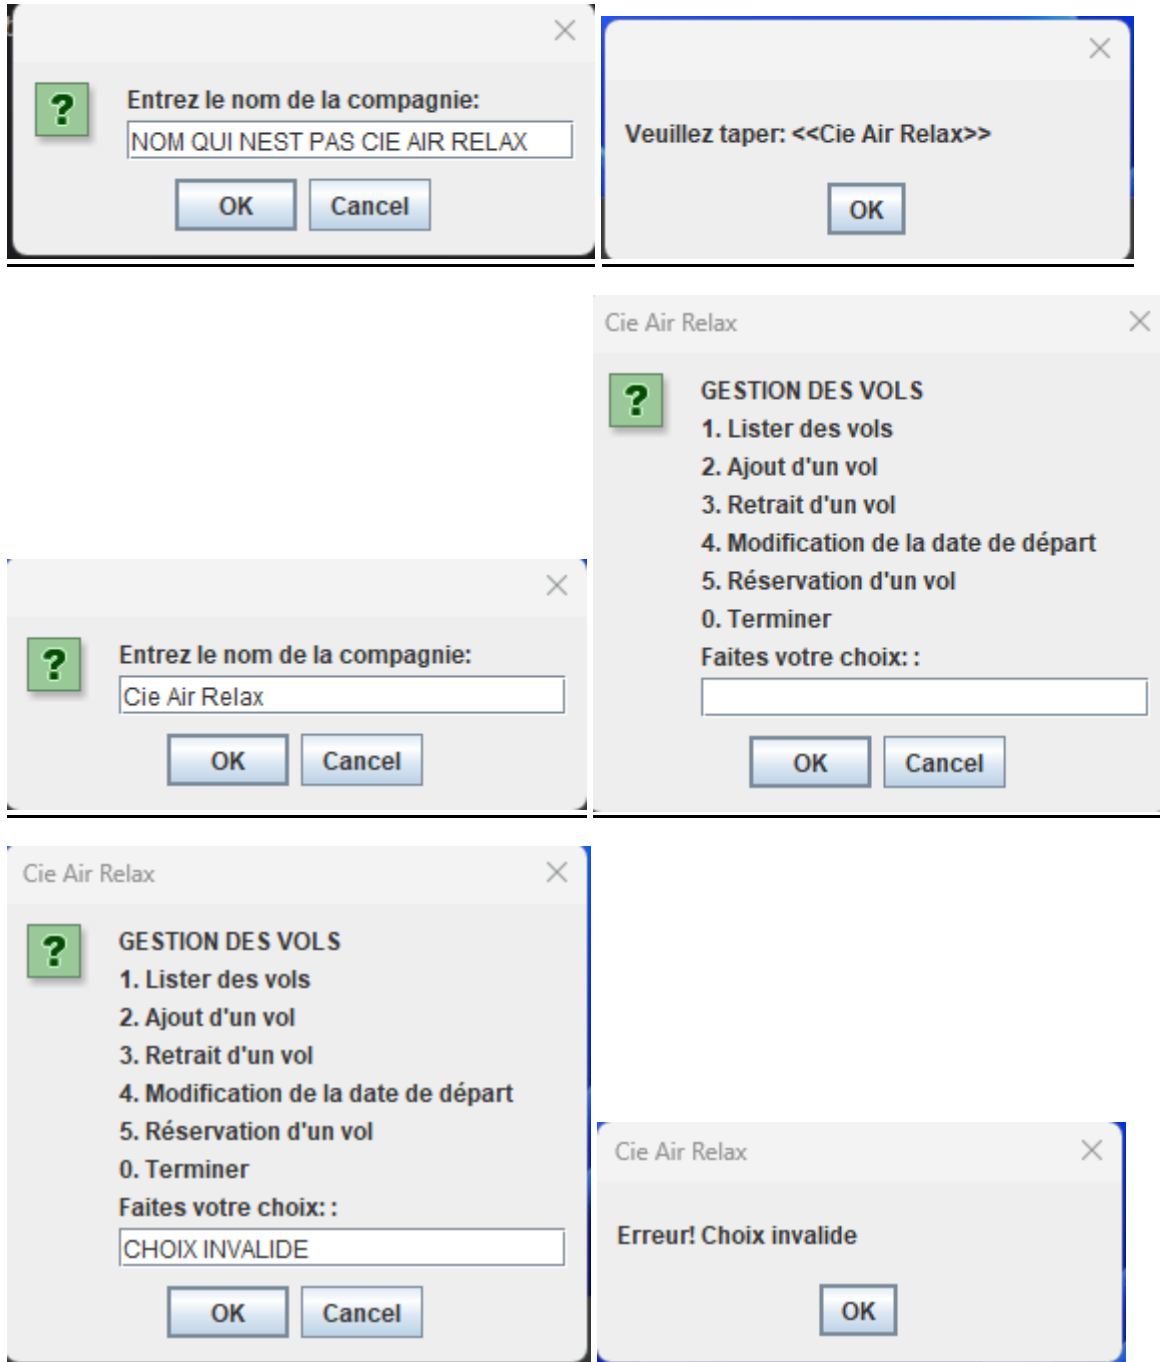 Entrez le nom de la compagnie:
NOM QUI NEST PAS CIE AIR RELAX
OK Cancel
Veuillez taper: <<Cie Air Relax>>
OK
Entrez le nom de la compagnie:
Cie Air Relax
OK Cancel
Cie Air Relax
GESTION DES VOLS
1. Lister des vols
2. Ajout d'un vol
3. Retrait d'un vol
4. Modification de la date de départ
5. Réservation d'un vol
0. Terminer
Faites votre choix: :
OK Cancel
Cie Air Relax
GESTION DES VOLS
1. Lister des vols
2. Ajout d'un vol
3. Retrait d'un vol
4. Modification de la date de départ
5. Réservation d'un vol
0. Terminer
Faites votre choix: :
CHOIX INVALIDE
OK Cancel
Cie Air Relax
Erreur! Choix invalide
OK